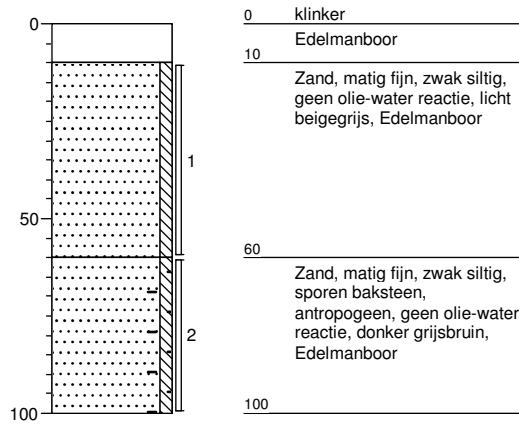 0
50
100
1
2
0 klinker
Edelmanboor
10
Zand, matig fijn, zwak siltig,
geen olie-water reactie, licht
beigegrijs, Edelmanboor
60
Zand, matig fijn, zwak siltig,
sporen baksteen,
antropogeen, geen olie-water
reactie, donker grijsbruin,
Edelmanboor
100